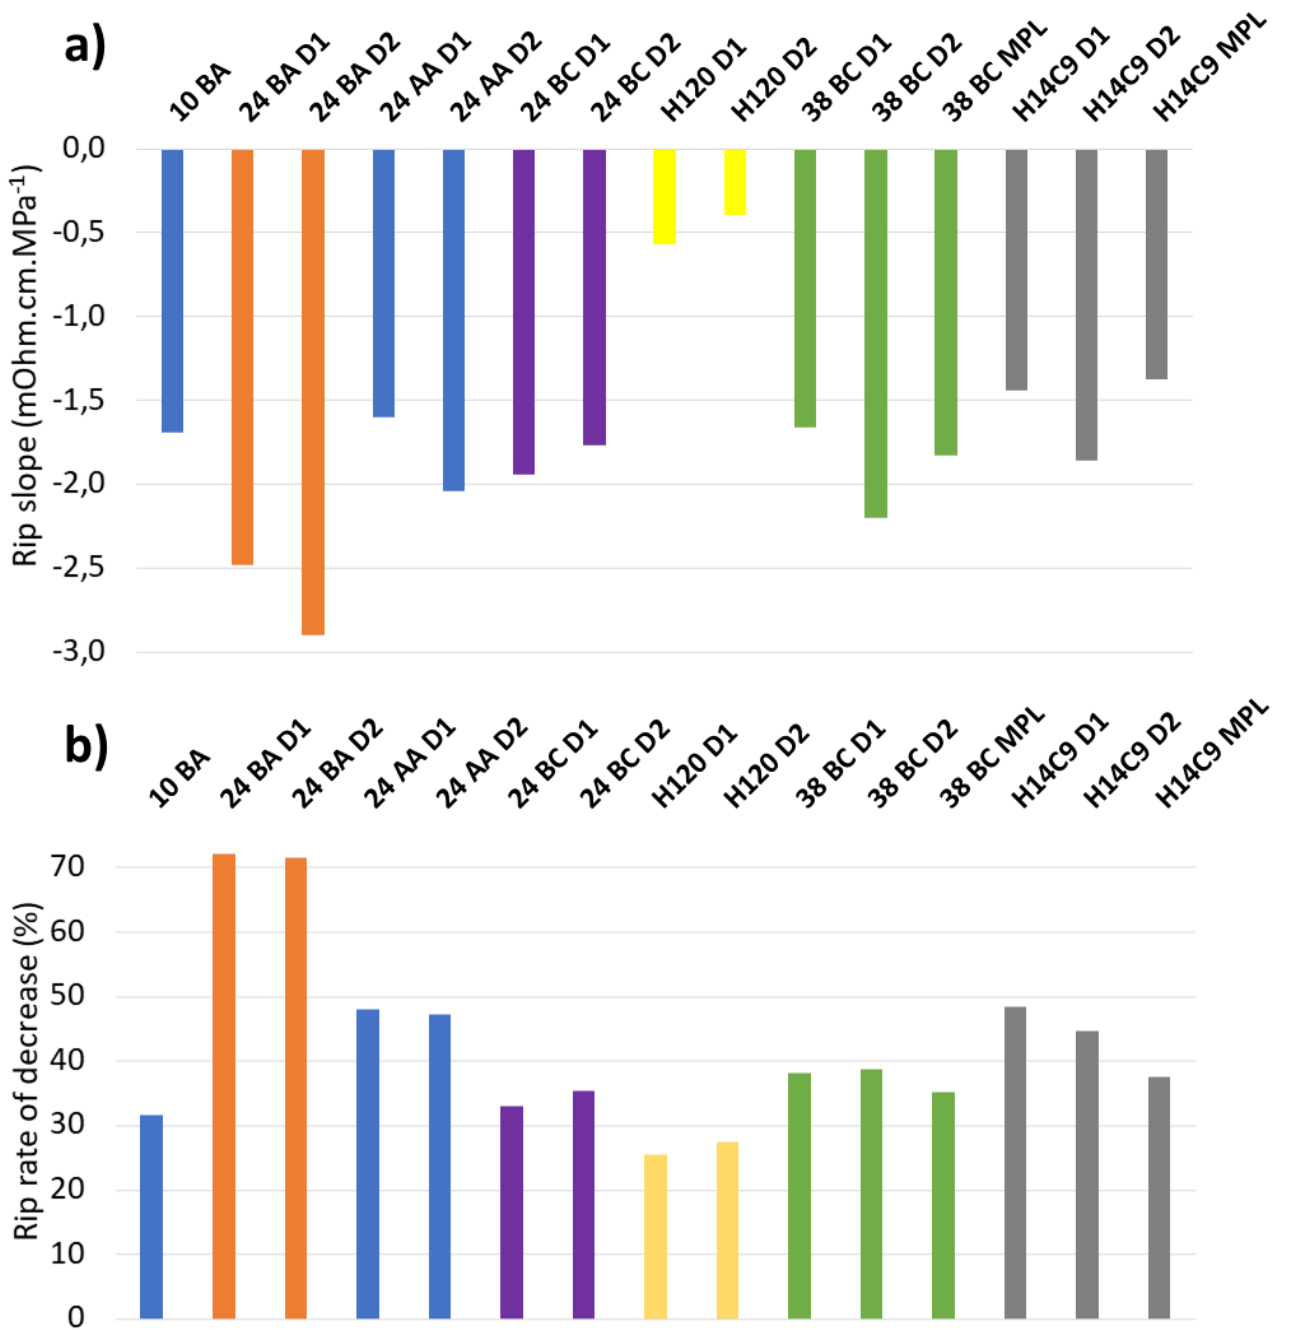 a)
10 BA
24 BA D1
24 BA D2
24 AA D1
24 AA D2
24 BC D1
24 BC D2
H120 D1
H120 D2
38 BC D1
38 BC D2
38 BC MPL
H14C9 D1
H14C9 D2
H14C9 MPL
Rip slope (mOhm.cm.MPa⁻¹)
0,0
-0,5
-1,0
-1,5
-2,0
-2,5
-3,0
b)
10 BA
24 BA D1
24 BA D2
24 AA D1
24 AA D2
24 BC D1
24 BC D2
H120 D1
H120 D2
38 BC D1
38 BC D2
38 BC MPL
H14C9 D1
H14C9 D2
H14C9 MPL
Rip rate of decrease (%)
70
60
50
40
30
20
10
0